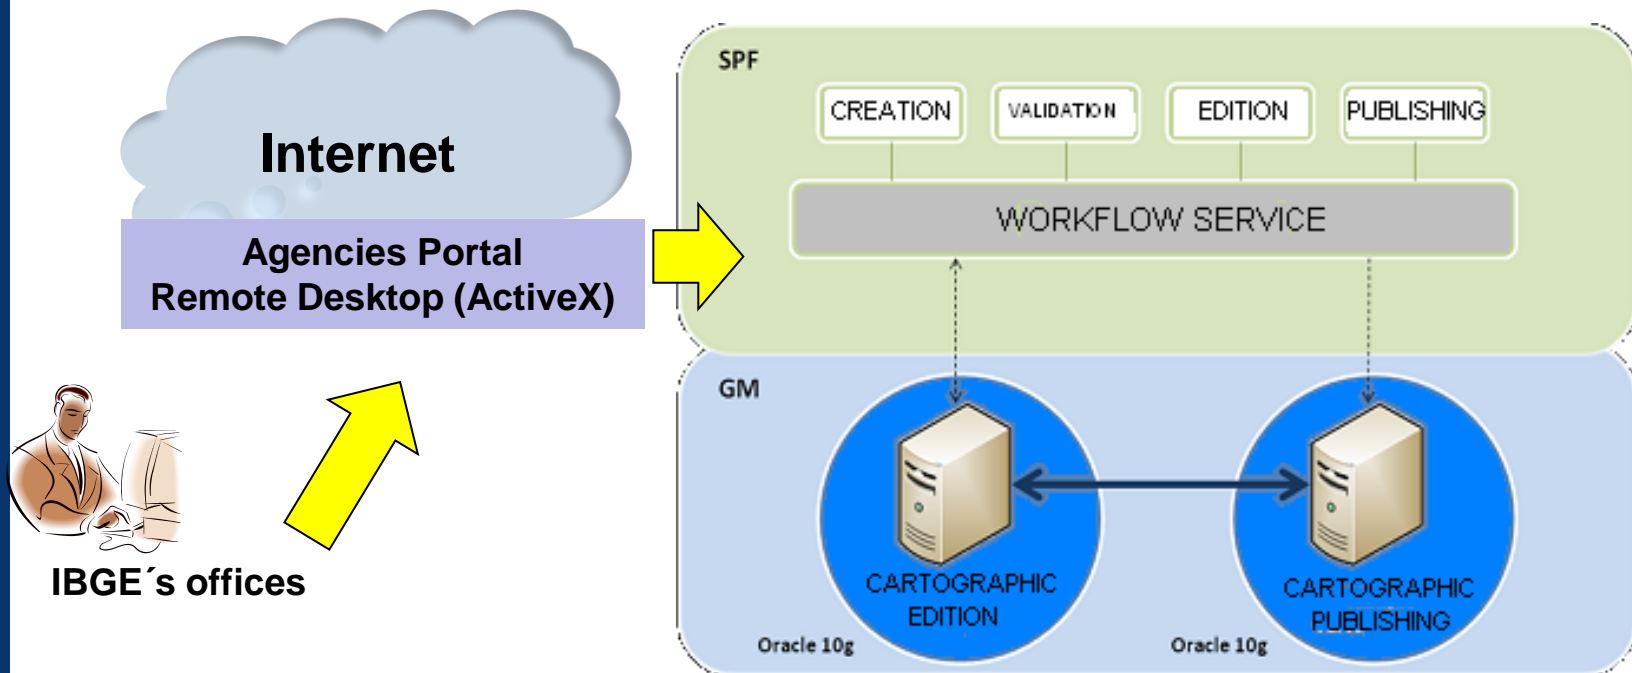 Internet
Agencies Portal
Remote Desktop (ActiveX)
IBGE´s offices
SPF
CREATION
VALIDATION
EDITION
PUBLISHING
WORKFLOW SERVICE
GM
CARTOGRAPHIC
EDITION
Oracle 10g
CARTOGRAPHIC
PUBLISHING
Oracle 10g